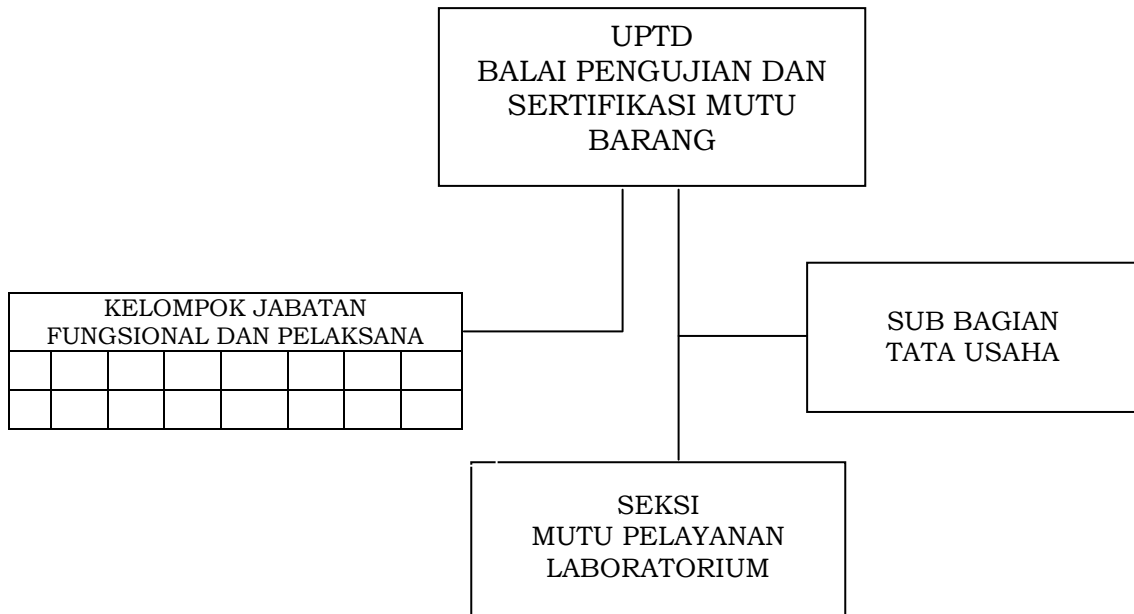 UPTD
BALAI PENGUJIAN DAN
SERTIFIKASI MUTU
BARANG
KELOMPOK JABATAN
FUNGSIONAL DAN PELAKSANA
SUB BAGIAN
TATA USAHA
SEKSI
MUTU PELAYANAN
LABORATORIUM